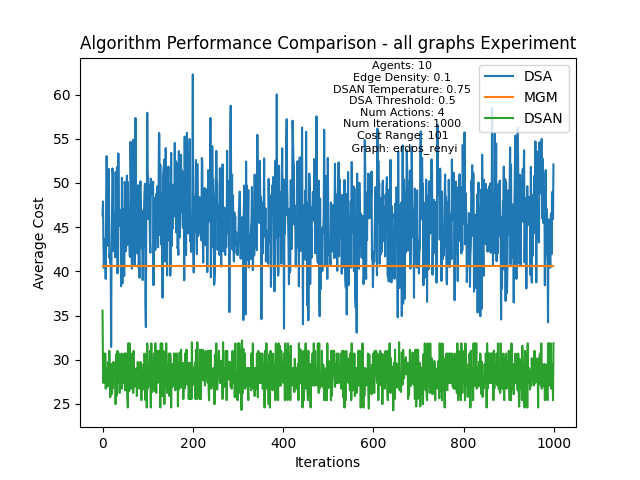 Algorithm Performance Comparison - all graphs Experiment
Agents: 10
Edge Density: 0.1
DSAN Temperature: 0.75
DSA Threshold: 0.5
Num Actions: 4
Num Iterations: 1000
Cost Range: 101
Graph: erdos_renyi
DSA
MGM
DSAN
Average Cost
60
55
50
45
40
35
30
25
0
200
400
600
800
1000
Iterations